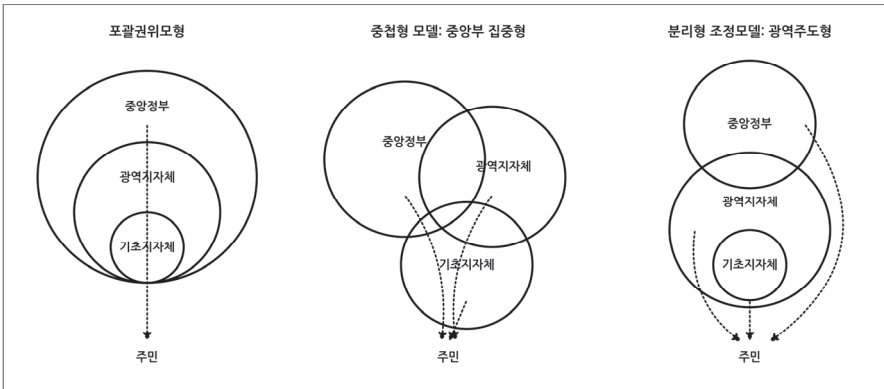 포괄권위모형
중앙정부
광역지자체
기초지자체
주민
중첩형 모델: 중앙부 집중형
중앙정부
광역지자체
기초지자체
주민
분리형 조정모델: 광역주도형
중앙정부
광역지자체
기초지자체
주민